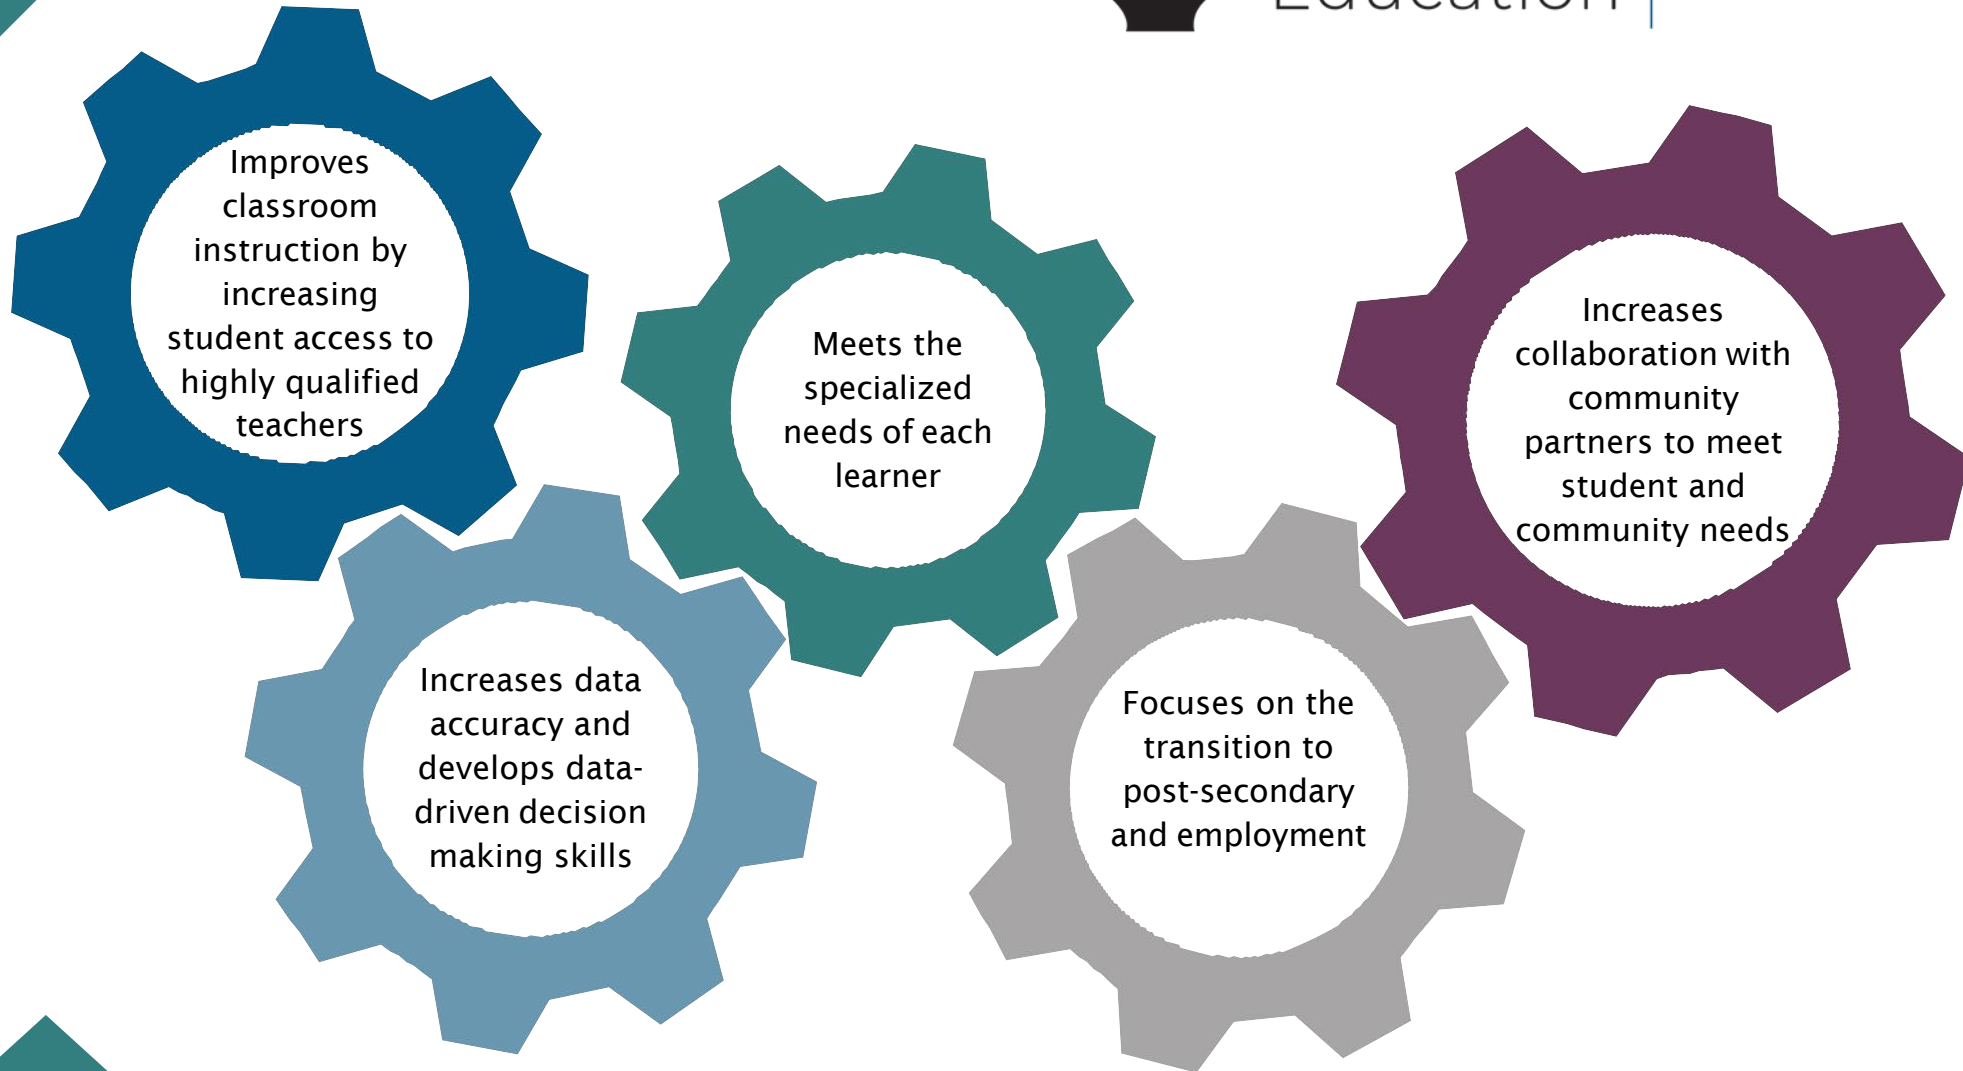 Education
Improves
classroom
instruction by
increasing
student access to
highly qualified
teachers
Meets the
specialized
needs of each
learner
Increases
collaboration with
community
partners to meet
student and
community needs
Increases data
accuracy and
develops data-
driven decision
making skills
Focuses on the
transition to
post-secondary
and employment